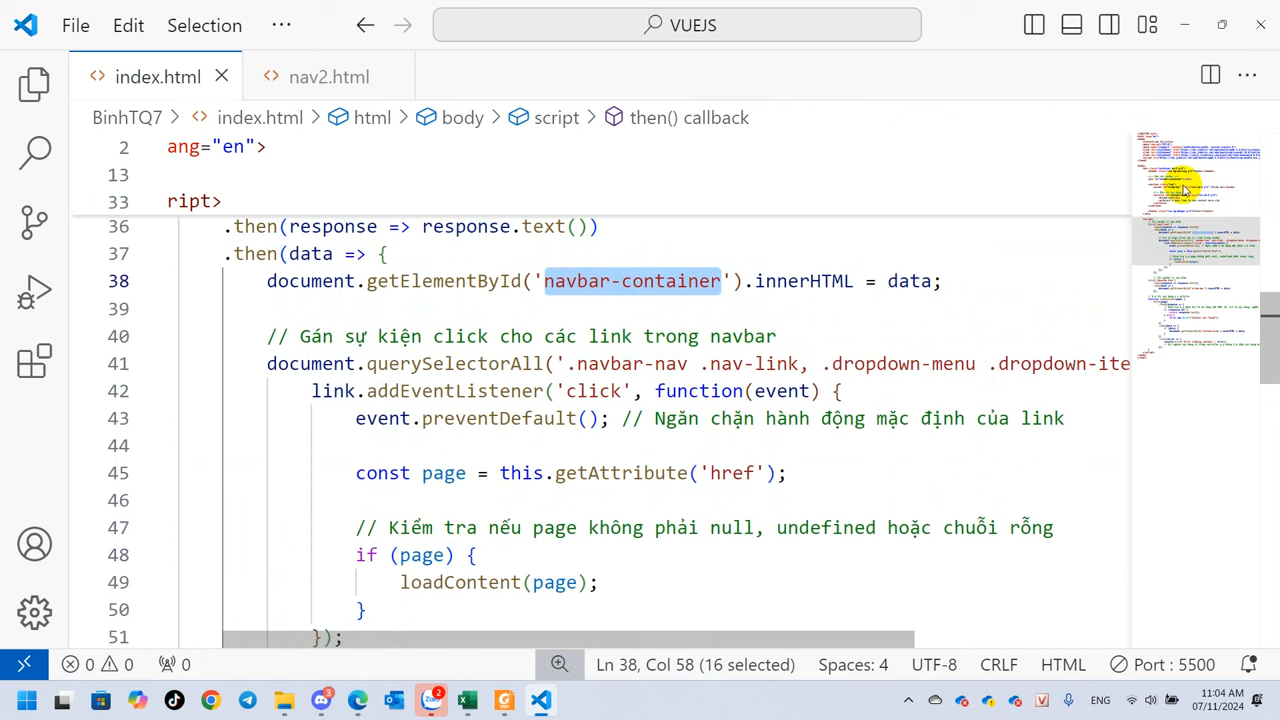 File Edit Selection ··· VUEJS
index.html nav2.html
BinhTQ7 > index.html > html > body > script > then() callback
2 ang="en">
13
33 ript>
36 .then(response => response.text())
37 .then(data => {
38 document.getElementById('navbar-container').innerHTML = data;
39
40 // Gán sự kiện click cho các link trong navbar
41 document.querySelectorAll('.navbar-nav .nav-link, .dropdown-menu .dropdown-ite
42 link.addEventListener('click', function(event) {
43 event.preventDefault(); // Ngăn chặn hành động mặc định của link
44
45 const page = this.getAttribute('href');
46
47 // Kiểm tra nếu page không phải null, undefined hoặc chuỗi rỗng
48 if (page) {
49 loadContent(page);
50 }
51 });
0 0 0 Ln 38, Col 58 (16 selected) Spaces: 4 UTF-8 CRLF HTML Port : 5500
3 Zalo 2 ENG 11:04 AM
07/11/2024